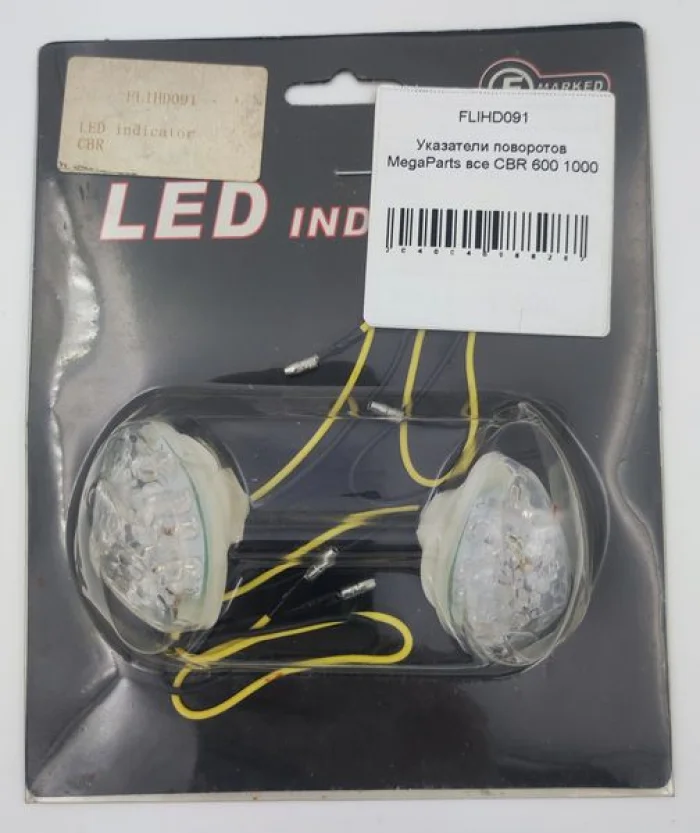 E MARKED
FLIHD091
LED indicator
CBR
FLIHD091
Указатели поворотов
MegaParts все CBR 600 1000
LED IND